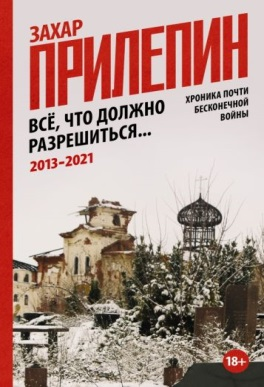 ЗАХАР
ПРИЛЕПИН
ВСЁ, ЧТО ДОЛЖНО
РАЗРЕШИТЬСЯ...
2013–2021
ХРОНИКА ПОЧТИ
БЕСКОНЕЧНОЙ
ВОЙНЫ
18+